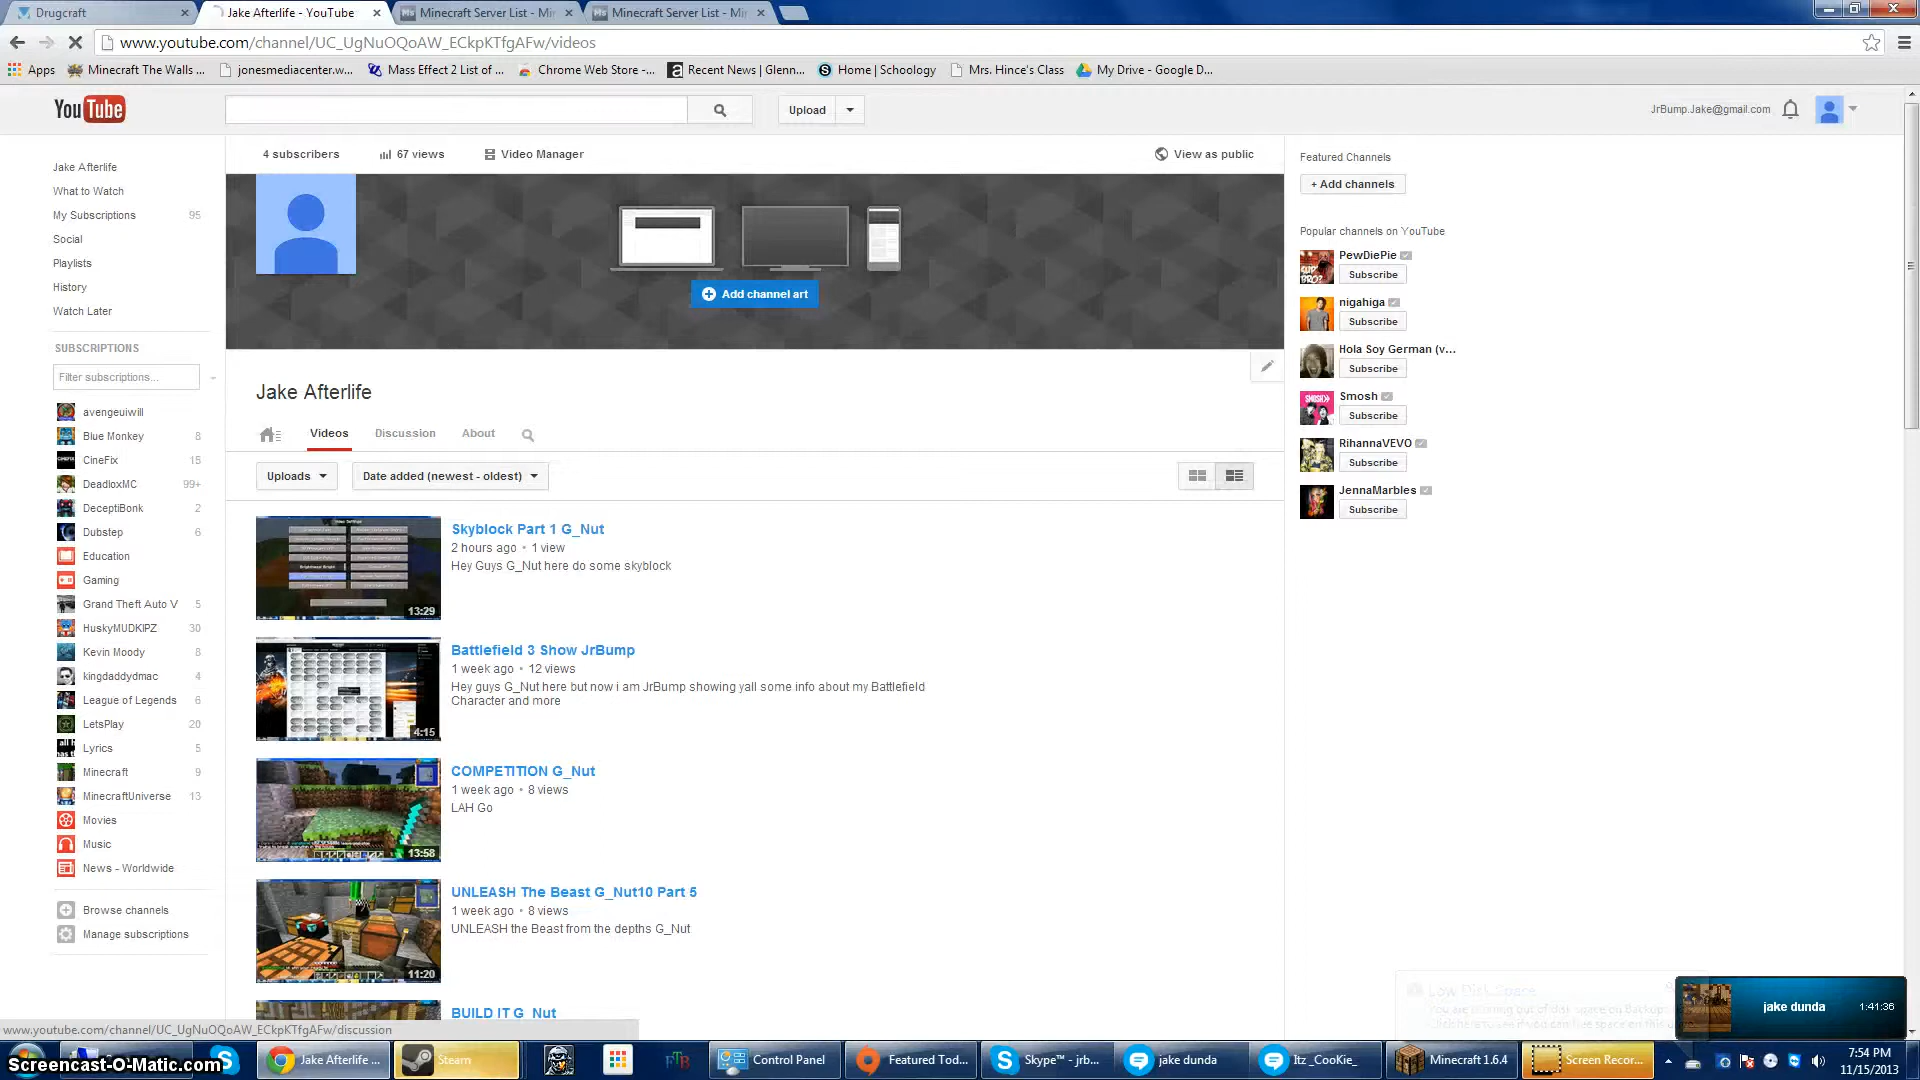 Drugcraft
Jake Afterlife - YouTube
Minecraft Server List - Mi
Minecraft Server List - Mi
www.youtube.com/channel/UC_UgNuOQoAW_ECkpKTfgAFw/videos
Apps
Minecraft The Walls ...
jonesmediacenter.w...
Mass Effect 2 List of ...
Chrome Web Store -...
Recent News | Glenn...
Home | Schoology
Mrs. Hince's Class
My Drive - Google D...
YouTube
Upload
JrBump.Jake@gmail.com
4 subscribers
67 views
Video Manager
View as public
Jake Afterlife
What to Watch
My Subscriptions 95
Social
Playlists
History
Watch Later
SUBSCRIPTIONS
Filter subscriptions...
avengeuiwill
Blue Monkey 8
CineFix 15
DeadloxMC 99+
DeceptiBonk 2
Dubstep 6
Education
Gaming
Grand Theft Auto V 5
HuskyMUDKIPZ 30
Kevin Moody 8
kingdaddydmac 4
League of Legends 6
LetsPlay 20
Lyrics 5
Minecraft 9
MinecraftUniverse 13
Movies
Music
News - Worldwide
Browse channels
Manage subscriptions
Add channel art
Jake Afterlife
Videos
Discussion
About
Uploads
Date added (newest - oldest)
Skyblock Part 1 G_Nut
2 hours ago • 1 view
Hey Guys G_Nut here do some skyblock
13:29
Battlefield 3 Show JrBump
1 week ago • 12 views
Hey guys G_Nut here but now i am JrBump showing yall some info about my Battlefield
Character and more
4:15
COMPETITION G_Nut
1 week ago • 8 views
LAH Go
13:58
UNLEASH The Beast G_Nut10 Part 5
1 week ago • 8 views
UNLEASH the Beast from the depths G_Nut
11:20
BUILD IT G_Nut
Featured Channels
+ Add channels
Popular channels on YouTube
PewDiePie
Subscribe
nigahiga
Subscribe
Hola Soy German (v...
Subscribe
Smosh
Subscribe
RihannaVEVO
Subscribe
JennaMarbles
Subscribe
Low Disk Space
You are running out of disk space on Backup
jake dunda
1:41:36
www.youtube.com/channel/UC_UgNuOQoAW_ECkpKTfgAFw/discussion
Screencast-O-Matic.com
Jake Afterlife ...
Steam
FTB
Control Panel
Featured Tod...
Skype™ - jrb...
jake dunda
Itz_CooKie_
Minecraft 1.6.4
Screen Recor...
7:54 PM
11/15/2013